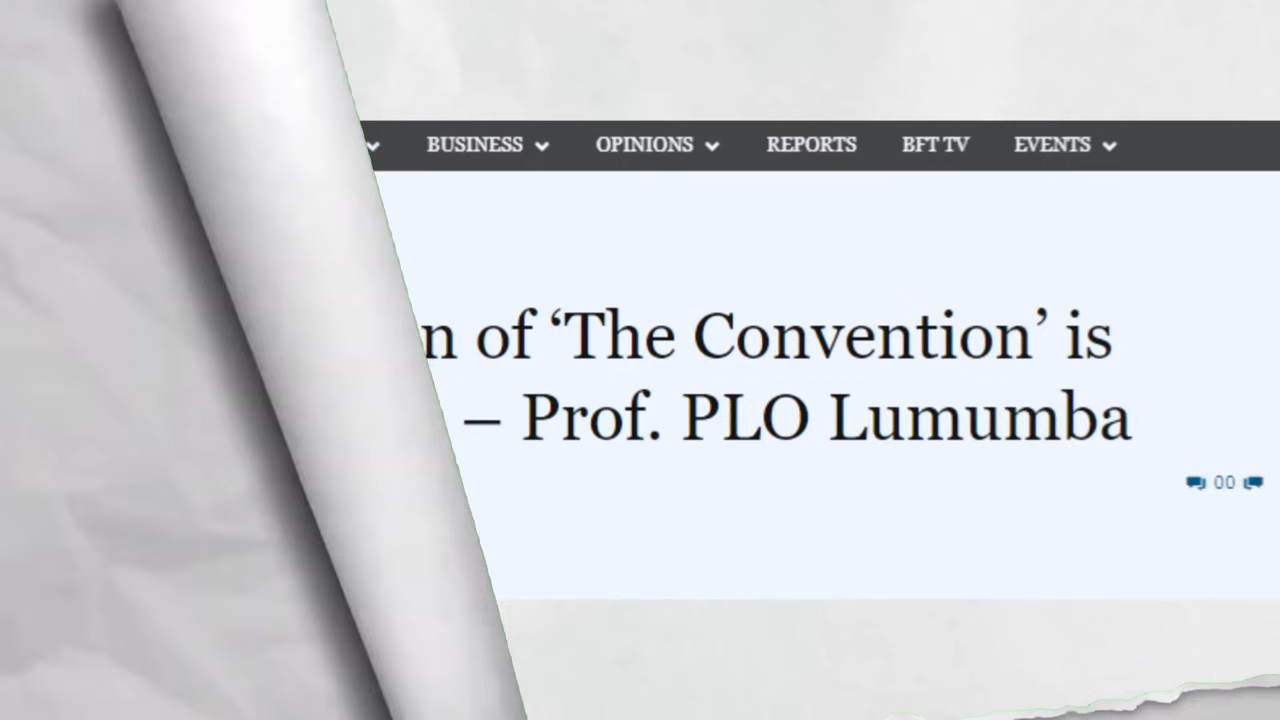 BUSINESS OPINIONS REPORTS BFT TV EVENTS
n of ‘The Convention’ is
– Prof. PLO Lumumba
00